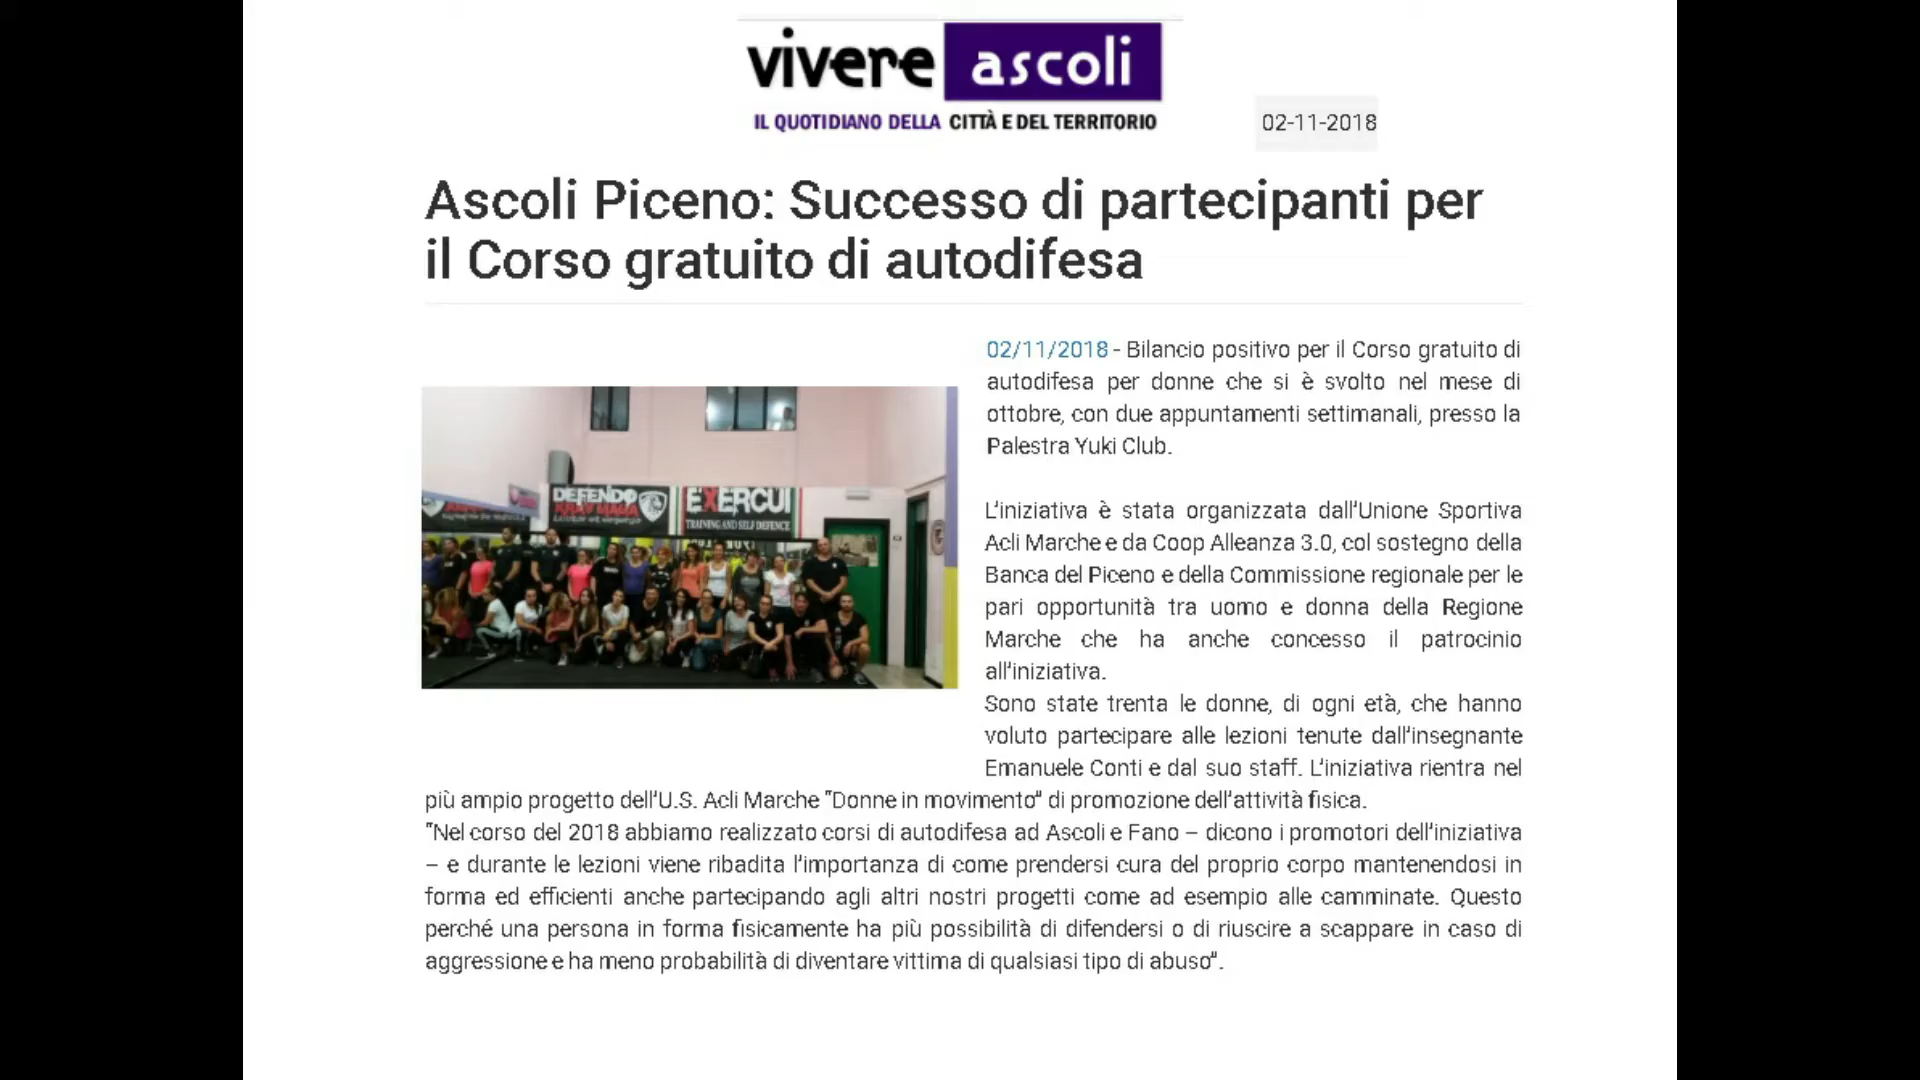 vivere ascoli
IL QUOTIDIANO DELLA CITTÀ E DEL TERRITORIO
02-11-2018
Ascoli Piceno: Successo di partecipanti per
il Corso gratuito di autodifesa
02/11/2018 - Bilancio positivo per il Corso gratuito di
autodifesa per donne che si è svolto nel mese di
ottobre, con due appuntamenti settimanali, presso la
Palestra Yuki Club.
DEFENDO
KRAV MAGA
EXERCUI
TRAINING AND SELF DEFENCE
L'iniziativa è stata organizzata dall'Unione Sportiva
Acli Marche e da Coop Alleanza 3.0, col sostegno della
Banca del Piceno e della Commissione regionale per le
pari opportunità tra uomo e donna della Regione
Marche che ha anche concesso il patrocinio
all'iniziativa.
Sono state trenta le donne, di ogni età, che hanno
voluto partecipare alle lezioni tenute dall'insegnante
Emanuele Conti e dal suo staff. L'iniziativa rientra nel
più ampio progetto dell'U.S. Acli Marche "Donne in movimento" di promozione dell'attività fisica.
"Nel corso del 2018 abbiamo realizzato corsi di autodifesa ad Ascoli e Fano – dicono i promotori dell'iniziativa
– e durante le lezioni viene ribadita l'importanza di come prendersi cura del proprio corpo mantenendosi in
forma ed efficienti anche partecipando agli altri nostri progetti come ad esempio alle camminate. Questo
perché una persona in forma fisicamente ha più possibilità di difendersi o di riuscire a scappare in caso di
aggressione e ha meno probabilità di diventare vittima di qualsiasi tipo di abuso".